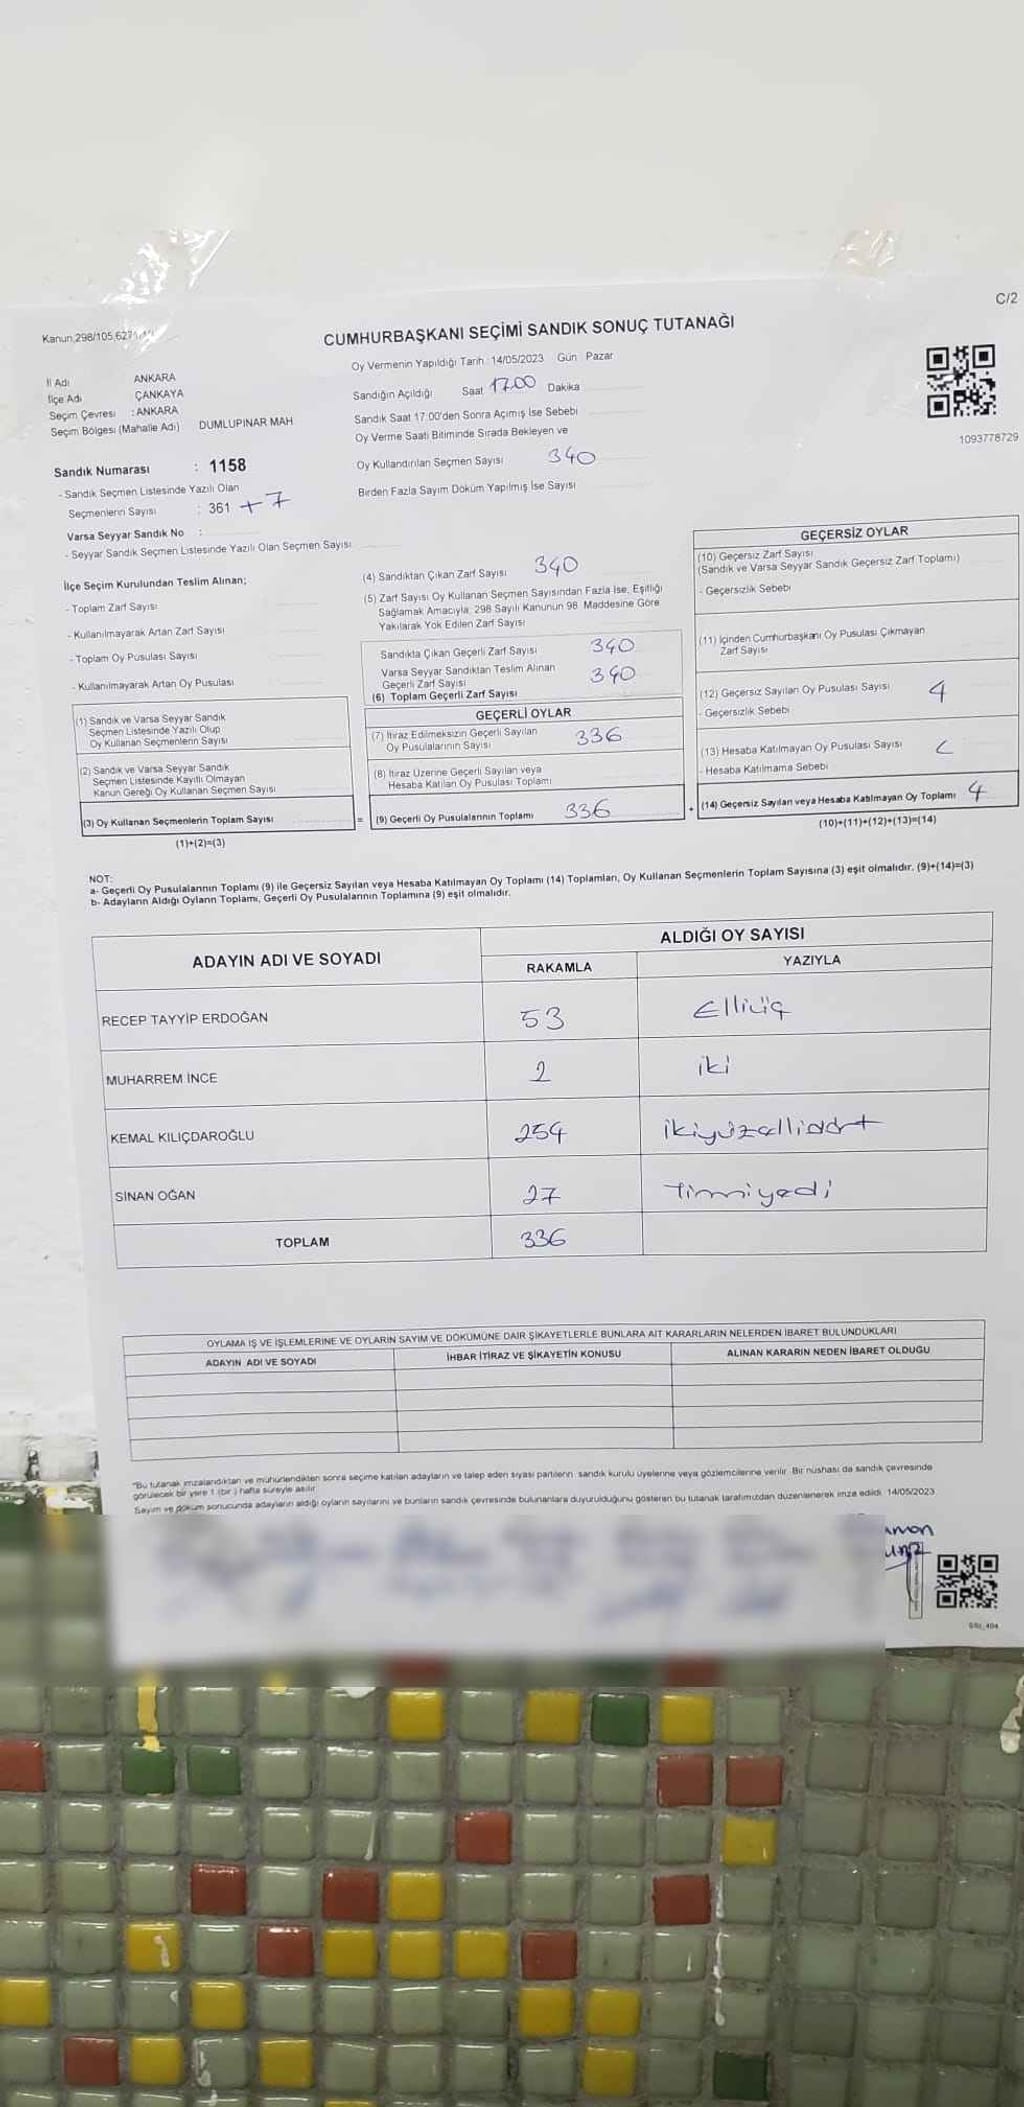 C/2
Kanun 298/105,627
CUMHURBAŞKANI SEÇİMİ SANDIK SONUÇ TUTANAĞI
Oy Vermenin Yapıldığı Tarih : 14/05/2023 Gün Pazar
İl Adı ANKARA
İlçe Adı ÇANKAYA
Seçim Çevresi : ANKARA
Seçim Bölgesi (Mahalle Adı) DUMLUPINAR MAH
Sandığın Açıldığı Saat 17.00 Dakika
Sandık Saat 17:00'den Sonra Açımış İse Sebebi
Oy Verme Saati Bitiminde Sırada Bekleyen ve
Oy Kullandırılan Seçmen Sayısı 340
Birden Fazla Sayım Döküm Yapılmış İse Sayısı
1093778729
Sandık Numarası : 1158
- Sandık Seçmen Listesinde Yazılı Olan
Seçmenlerin Sayısı : 361 +7
Varsa Seyyar Sandık No :
- Seyyar Sandık Seçmen Listesinde Yazılı Olan Seçmen Sayısı
İlçe Seçim Kurulundan Teslim Alınan;
- Toplam Zarf Sayısı
- Kullanılmayarak Artan Zarf Sayısı
- Toplam Oy Pusulası Sayısı
- Kullanılmayarak Artan Oy Pusulası
(1) Sandık ve Varsa Seyyar Sandık
Seçmen Listesinde Yazılı Olup
Oy Kullanan Seçmenlerin Sayısı
(2) Sandık ve Varsa Seyyar Sandık
Seçmen Listesinde Kayıtlı Olmayan
Kanun Gereği Oy Kullanan Seçmen Sayısı
(3) Oy Kullanan Seçmenlerin Toplam Sayısı =
(1)+(2)=(3)
(4) Sandıktan Çıkan Zarf Sayısı 340
(5) Zarf Sayısı Oy Kullanan Seçmen Sayısından Fazla İse, Eşitliği
Sağlamak Amacıyla, 298 Sayılı Kanunun 98. Maddesine Göre
Yakılarak Yok Edilen Zarf Sayısı
Sandıkta Çıkan Geçerli Zarf Sayısı 340
Varsa Seyyar Sandıktan Teslim Alınan
Geçerli Zarf Sayısı 340
(6) Toplam Geçerli Zarf Sayısı
GEÇERLİ OYLAR
(7) İtiraz Edilmeksizin Geçerli Sayılan
Oy Pusulalarının Sayısı 336
(8) İtiraz Üzerine Geçerli Sayılan veya
Hesaba Katılan Oy Pusulası Toplamı
(9) Geçerli Oy Pusulalarının Toplamı 336 +
GEÇERSİZ OYLAR
(10) Geçersiz Zarf Sayısı
(Sandık ve Varsa Seyyar Sandık Geçersiz Zarf Toplamı)
- Geçersizlik Sebebi
(11) İçinden Cumhurbaşkanı Oy Pusulası Çıkmayan
Zarf Sayısı
(12) Geçersiz Sayılan Oy Pusulası Sayısı 4
- Geçersizlik Sebebi
(13) Hesaba Katılmayan Oy Pusulası Sayısı
- Hesaba Katılmama Sebebi
(14) Geçersiz Sayılan veya Hesaba Katılmayan Oy Toplamı 4
(10)+(11)+(12)+(13)=(14)
NOT:
a- Geçerli Oy Pusulalarının Toplamı (9) ile Geçersiz Sayılan veya Hesaba Katılmayan Oy Toplamı (14) Toplamları, Oy Kullanan Seçmenlerin Toplam Sayısına (3) eşit olmalıdır. (9)+(14)=(3)
b- Adayların Aldığı Oyların Toplamı, Geçerli Oy Pusulalarının Toplamına (9) eşit olmalıdır.
ADAYIN ADI VE SOYADI ALDIĞI OY SAYISI
RAKAMLA YAZIYLA
RECEP TAYYİP ERDOĞAN 53 Elliüç
MUHARREM İNCE 2 iki
KEMAL KILIÇDAROĞLU 254 ikiyüzellidört
SİNAN OĞAN 27 Yirmiyedi
TOPLAM 336
OYLAMA İŞ VE İŞLEMLERİNE VE OYLARIN SAYIM VE DÖKÜMÜNE DAİR ŞİKAYETLERLE BUNLARA AİT KARARLARIN NELERDEN İBARET BULUNDUKLARI
ADAYIN ADI VE SOYADI İHBAR İTİRAZ VE ŞİKAYETİN KONUSU ALINAN KARARIN NEDEN İBARET OLDUĞU
"Bu tutanak imzalandıktan ve mühürlendikten sonra seçime katılan adayların ve talep eden siyasi partilerin sandık kurulu üyelerine veya gözlemcilerine verilir. Bir nüshası da sandık çevresinde
görülecek bir yere 1 (bir) hafta süreyle asılır.
Sayım ve döküm sonucunda adayların aldığı oyların sayılarını ve bunların sandık çevresinde bulunanlara duyurulduğunu gösteren bu tutanak tarafımızdan düzenlenerek imza edildi. 14/05/2023